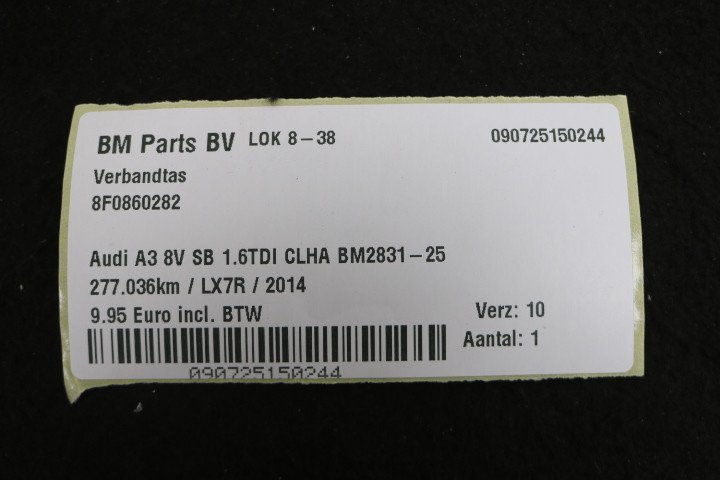 BM Parts BV LOK 8-38 090725150244
Verbandtas
8F0860282
Audi A3 8V SB 1.6TDI CLHA BM2831-25
277.036km / LX7R / 2014
9.95 Euro incl. BTW Verz: 10
Aantal: 1
090725150244